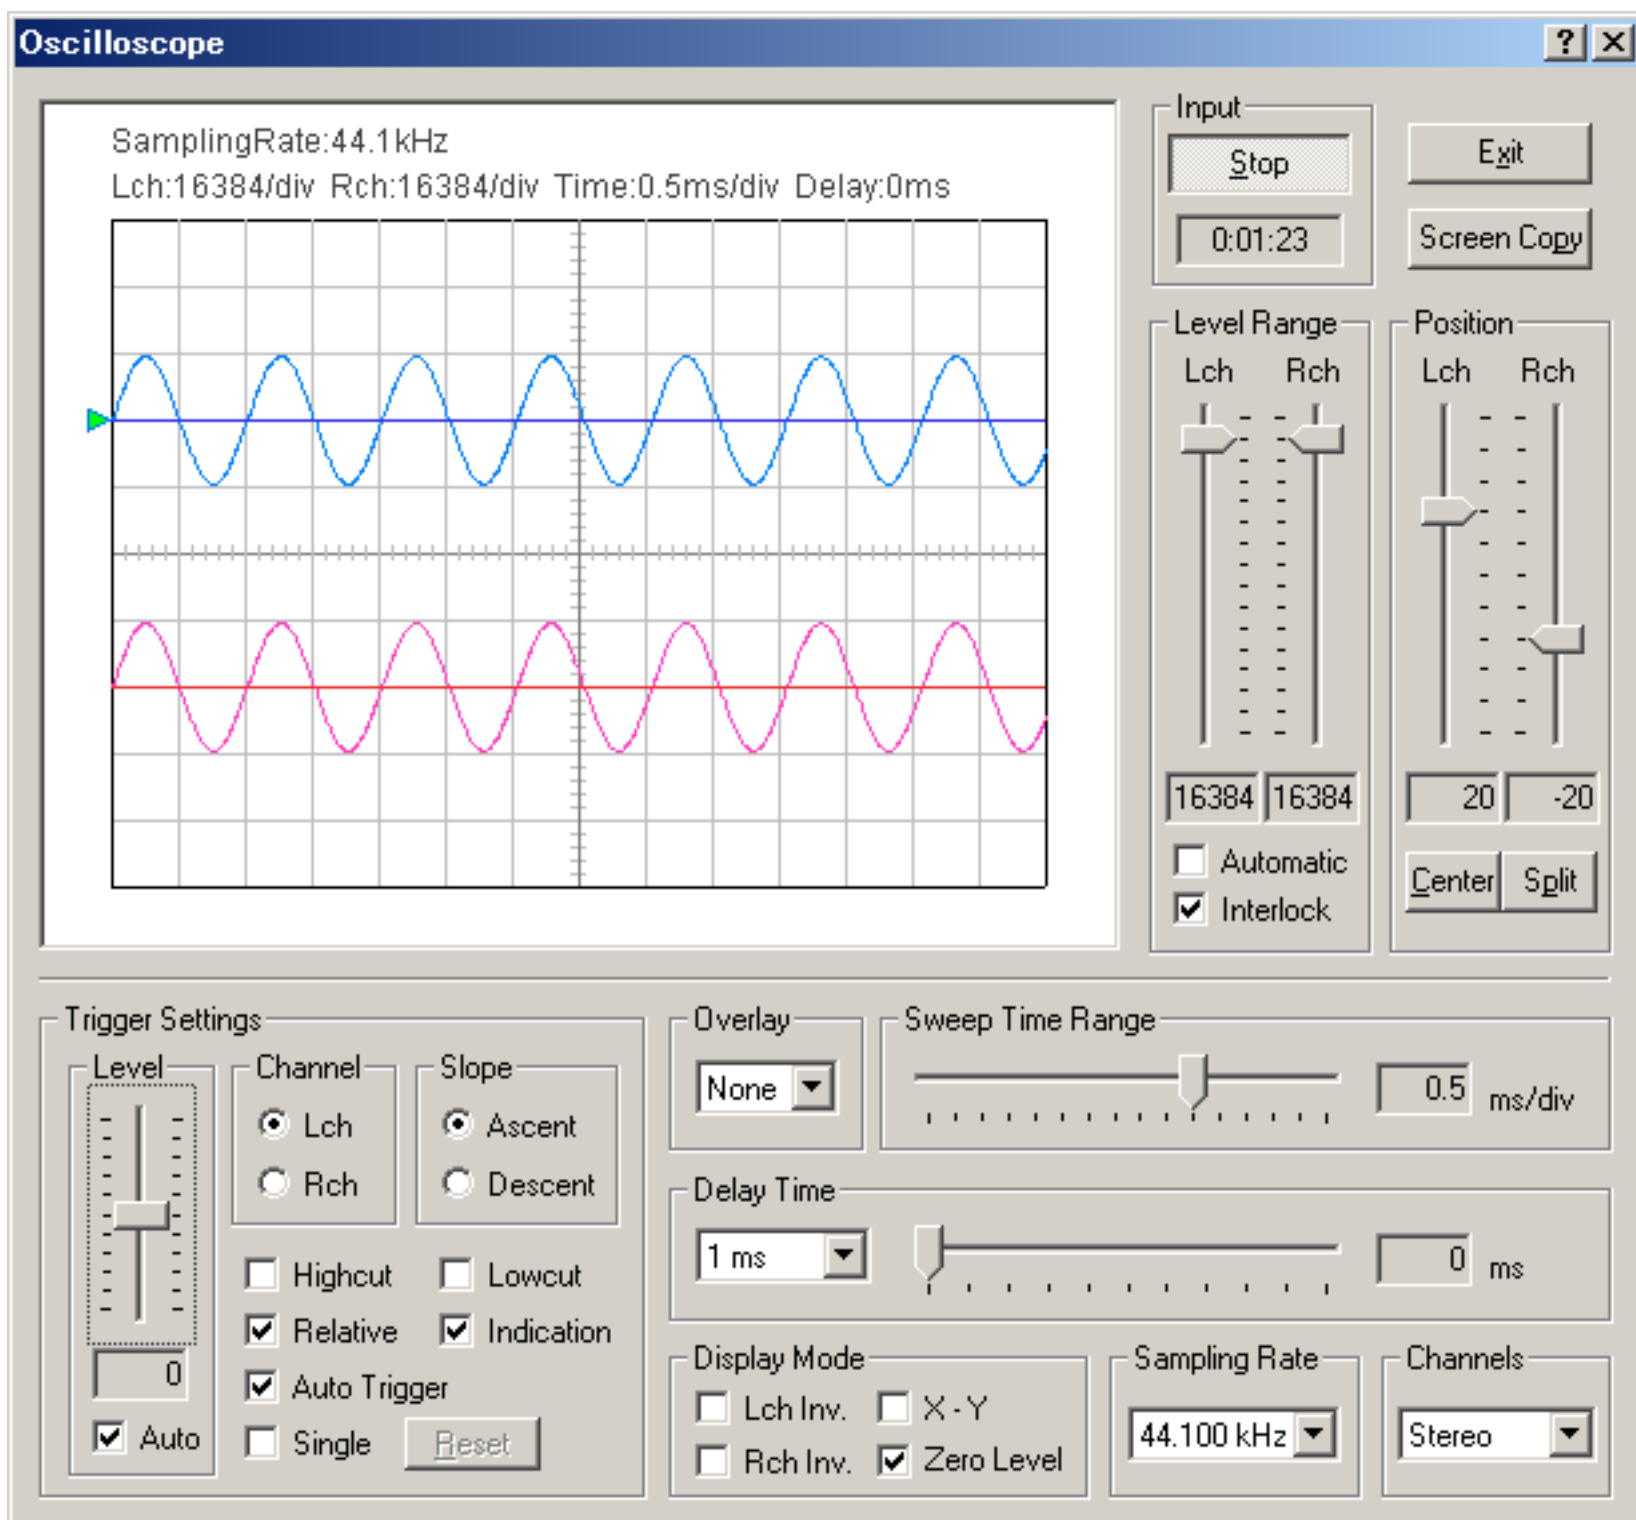 Oscilloscope
SamplingRate:44.1kHz
Lch:16384/div Rch:16384/div Time:0.5ms/div Delay:0ms
Input
Stop
0:01:23
Exit
Screen Copy
Level Range
Lch Rch
16384 16384
Automatic
Interlock
Position
Lch Rch
20 -20
Center Split
Trigger Settings
Level
0
Auto
Channel
Lch
Rch
Slope
Ascent
Descent
Highcut Lowcut
Relative Indication
Auto Trigger
Single Reset
Overlay
None
Sweep Time Range
0.5 ms/div
Delay Time
1 ms
0 ms
Display Mode
Lch Inv. X - Y
Rch Inv. Zero Level
Sampling Rate
44.100 kHz
Channels
Stereo